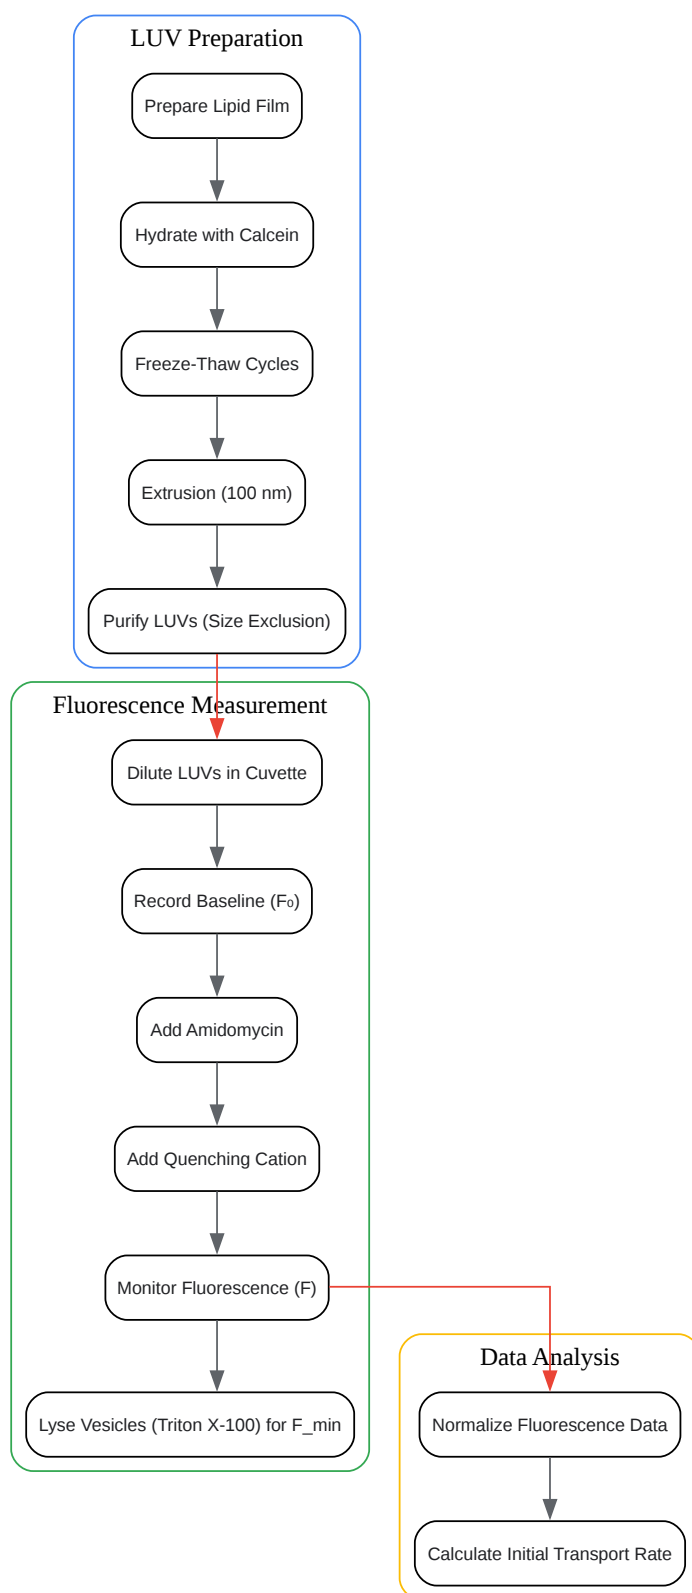 LUV Preparation
Prepare Lipid Film
Hydrate with Calcein
Freeze-Thaw Cycles
Extrusion (100 nm)
Purify LUVs (Size Exclusion)
Fluorescence Measurement
Dilute LUVs in Cuvette
Record Baseline (F₀)
Add Amidomycin
Add Quenching Cation
Monitor Fluorescence (F)
Lyse Vesicles (Triton X-100) for F_min
Data Analysis
Normalize Fluorescence Data
Calculate Initial Transport Rate